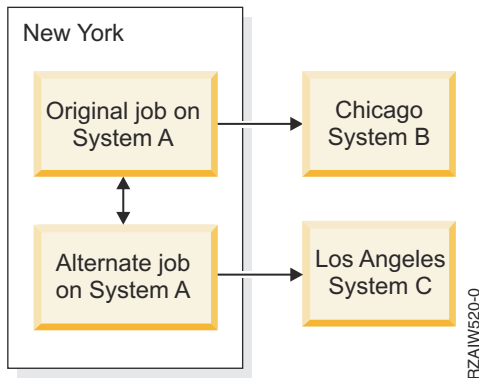 New York
Original job on
System A
Chicago
System B
Alternate job
on System A
Los Angeles
System C
RZAIW520-0